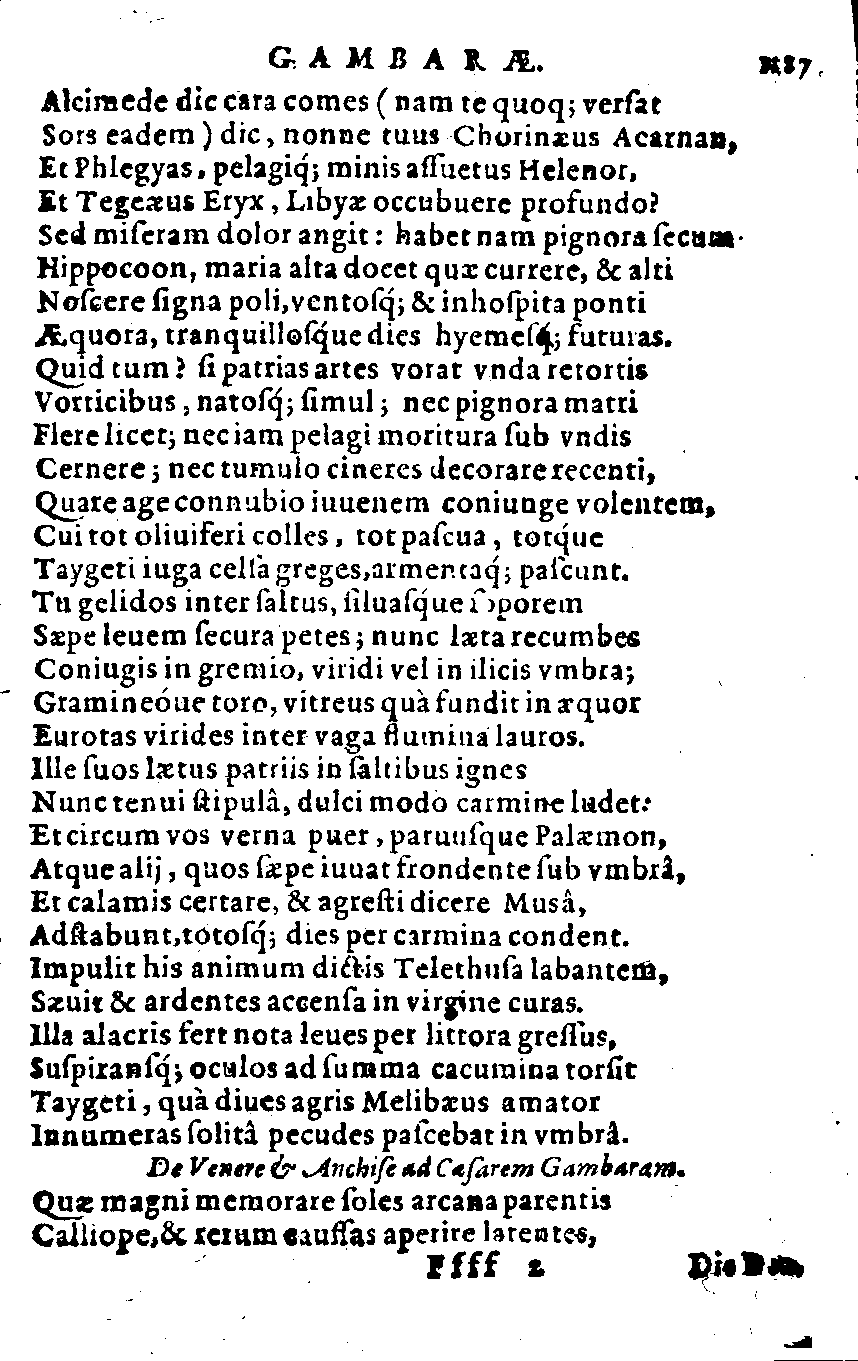 GAMBARÆ. 1187
Alcimede dic cara comes ( nam te quoq; verſat
Sors eadem ) dic, nonne tuus Chorinæus Acarnan,
Et Phlegyas, pelagiq́; minis aſſuetus Helenor,
Et Tegeæus Eryx, Libyæ occubuere profundo?
Sed miſeram dolor angit: habet nam pignora ſecum
Hippocoon, maria alta docet quæ currere, & alti
Noſcere ſigna poli, ventoſq́; & inhoſpita ponti
Æquora, tranquilloſq́ue dies hyemeſq́; futuras.
Quid tum? ſi patrias artes vorat vnda retortis
Vorticibus, natoſq́; ſimul; nec pignora matri
Flere licet; nec iam pelagi moritura ſub vndis
Cernere; nec tumulo cineres decorare recenti,
Quare age connubio iuuenem coniunge volentem,
Cui tot oliuiferi colles, tot paſcua, totq́ue
Taygeti iuga celſa greges, armentaq́; paſcunt.
Tu gelidos inter ſaltus, ſiluaſq́ue ſoporem
Sæpe leuem ſecura petes; nunc læta recumbes
Coniugis in gremio, viridi vel in ilicis vmbra;
Gramineóue toro, vitreus quà fundit in æquor
Eurotas virides inter vaga flumina lauros.
Ille ſuos lætus patriis in ſaltibus ignes
Nunc tenui ſtipulâ, dulci modo carmine ludet:
Et circum vos verna puer, paruuſque Palæmon,
Atque alij, quos ſæpe iuuat frondente ſub vmbrâ,
Et calamis certare, & agreſti dicere Muſâ,
Adſtabunt, totoſq́; dies per carmina condent.
Impulit his animum dictis Telethuſa labantem,
Sæuit & ardentes accenſa in virgine curas.
Illa alacris fert nota leues per littora greſſus,
Suſpiranſq́; oculos ad ſumma cacumina torſit
Taygeti, quà diues agris Melibæus amator
Innumeras ſolitâ pecudes paſcebat in vmbrâ.
De Venere & Anchiſe ad Cæſarem Gambaram.
Quæ magni memorare ſoles arcana parentis
Calliope, & rerum cauſſas aperire latentes,
Ffff 2 Dic